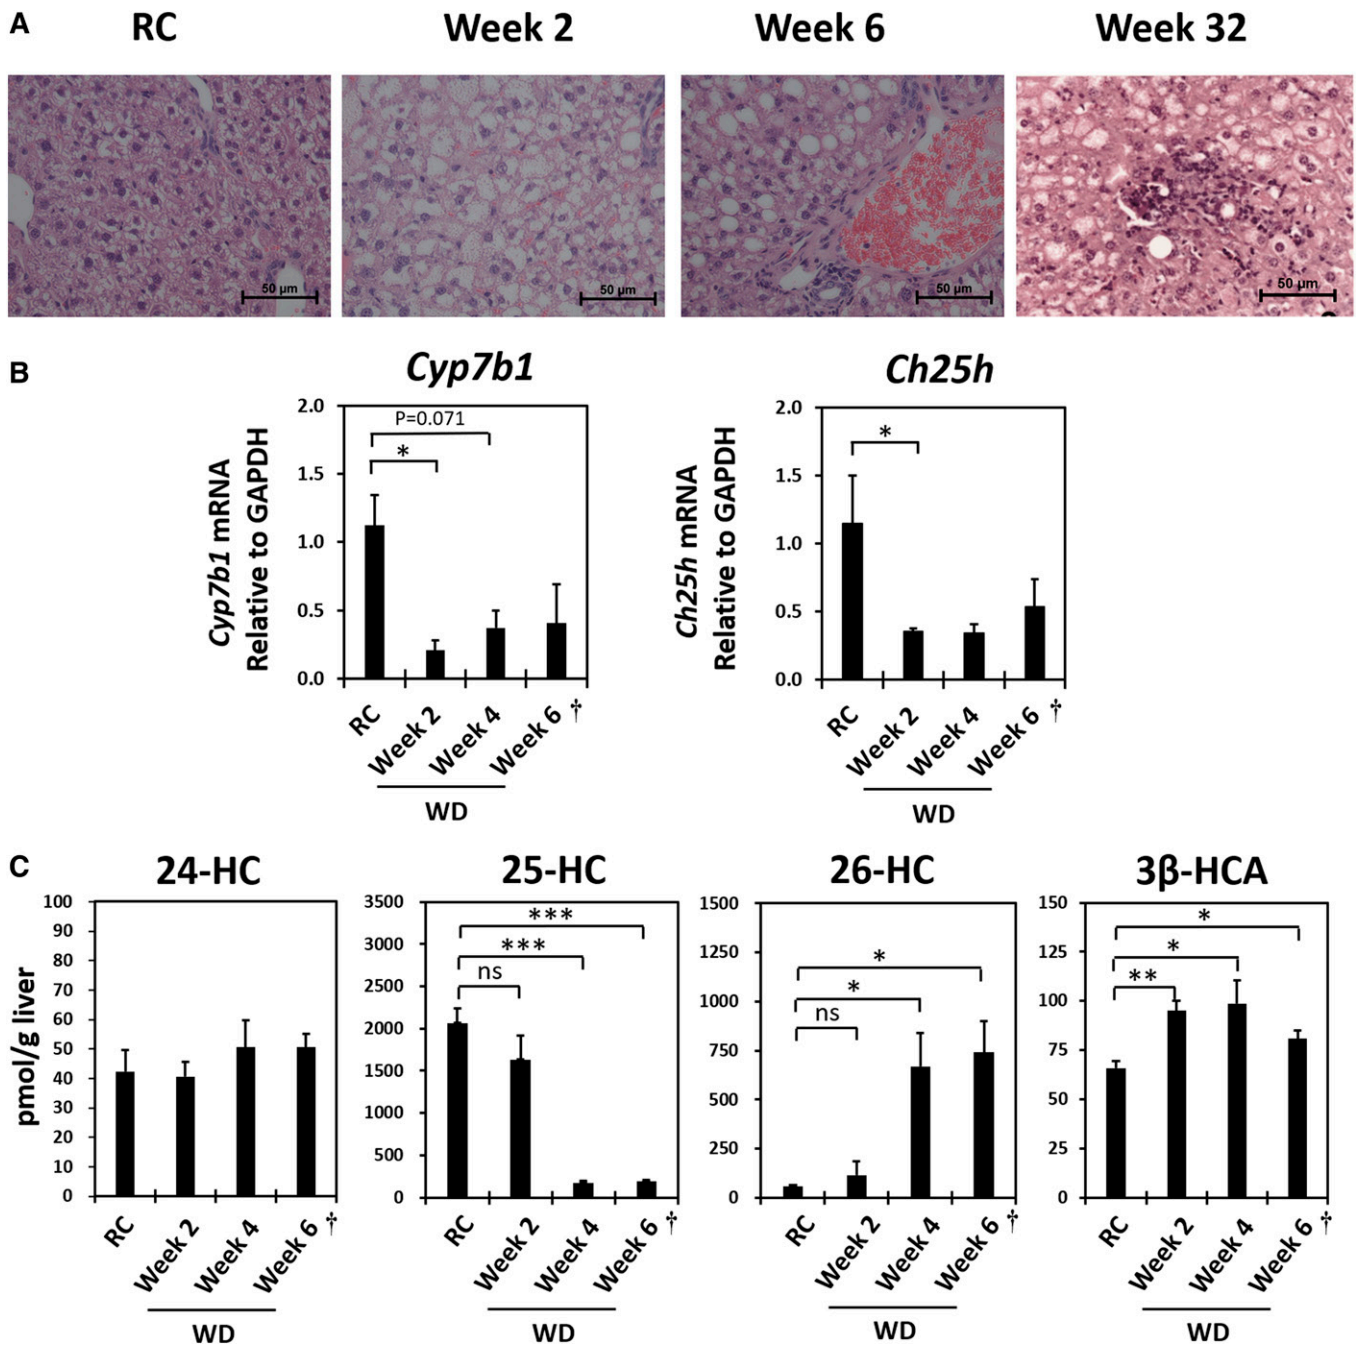 A
RC
Week 2
Week 6
Week 32
50 μm
50 μm
50 μm
50 μm
B
Cyp7b1
Cyp7b1 mRNA
Relative to GAPDH
2.0
1.5
1.0
0.5
0.0
P=0.071
*
RC
Week 2
Week 4
Week 6 †
WD
Ch25h
Ch25h mRNA
Relative to GAPDH
2.0
1.5
1.0
0.5
0.0
*
RC
Week 2
Week 4
Week 6 †
WD
C
24-HC
pmol/g liver
100
90
80
70
60
50
40
30
20
10
0
RC
Week 2
Week 4
Week 6 †
WD
25-HC
3500
3000
2500
2000
1500
1000
500
0
***
***
ns
RC
Week 2
Week 4
Week 6 †
WD
26-HC
1500
1250
1000
750
500
250
0
*
*
ns
RC
Week 2
Week 4
Week 6 †
WD
3β-HCA
150
125
100
75
50
25
0
*
*
**
RC
Week 2
Week 4
Week 6 †
WD